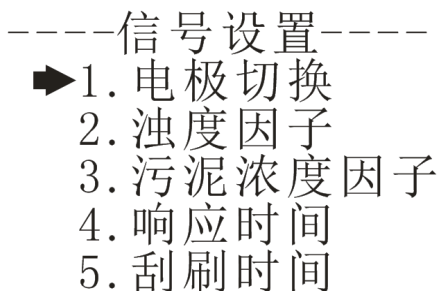 ----信号设置----
➡1.电极切换
2.浊度因子
3.污泥浓度因子
4.响应时间
5.刮刷时间